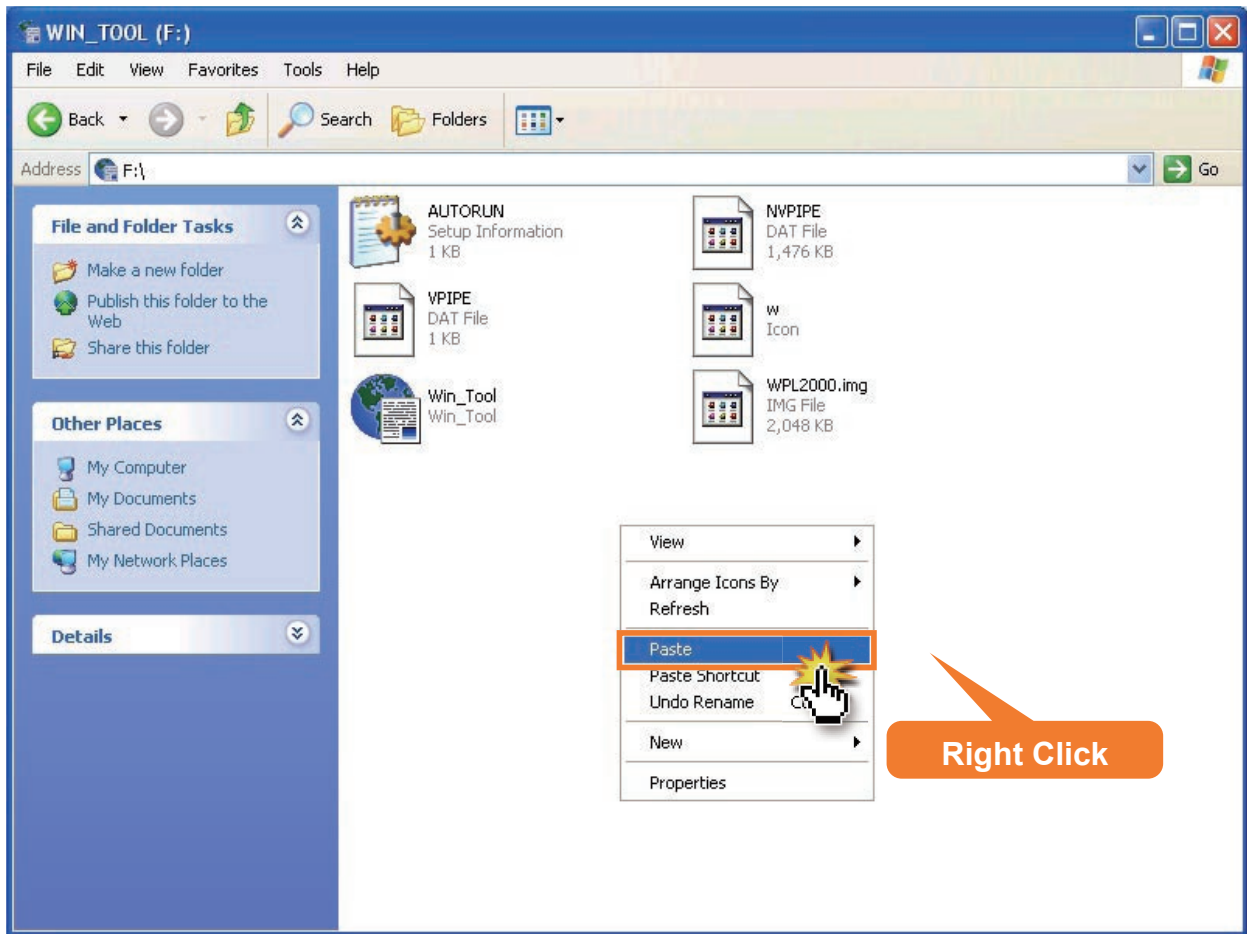 WIN_TOOL (F:)
File Edit View Favorites Tools Help
Back Search Folders
Address F:\ Go
File and Folder Tasks
Make a new folder
Publish this folder to the
Web
Share this folder
Other Places
My Computer
My Documents
Shared Documents
My Network Places
Details
AUTORUN
Setup Information
1 KB
NVPIPE
DAT File
1,476 KB
VPIPE
DAT File
1 KB
w
Icon
Win_Tool
Win_Tool
WPL2000.img
IMG File
2,048 KB
View
Arrange Icons By
Refresh
Paste
Paste Shortcut
Undo Rename
New
Properties
Right Click